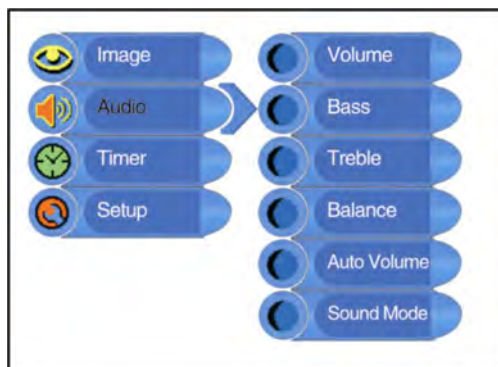 Image
Audio
Timer
Setup
Volume
Bass
Treble
Balance
Auto Volume
Sound Mode